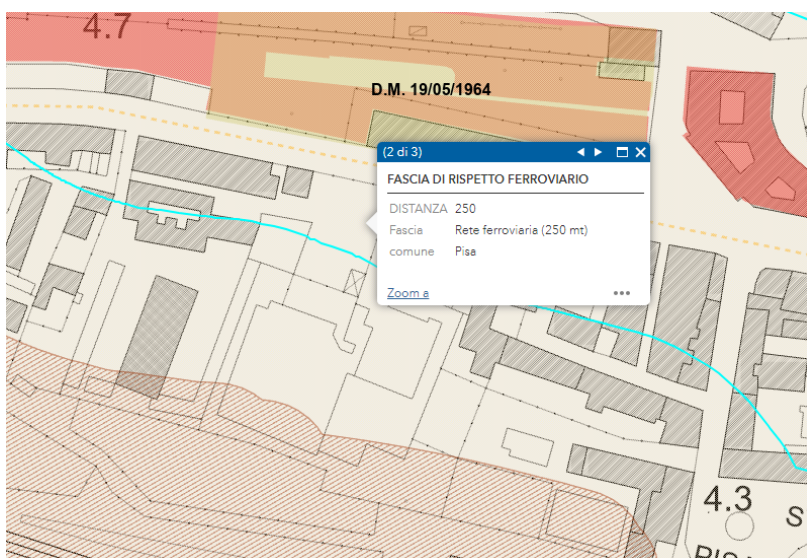 4.7
D.M. 19/05/1964
(2 di 3)
FASCIA DI RISPETTO FERROVIARIO
DISTANZA 250
Fascia Rete ferroviaria (250 mt)
comune Pisa
Zoom a
4.3
S
PISA